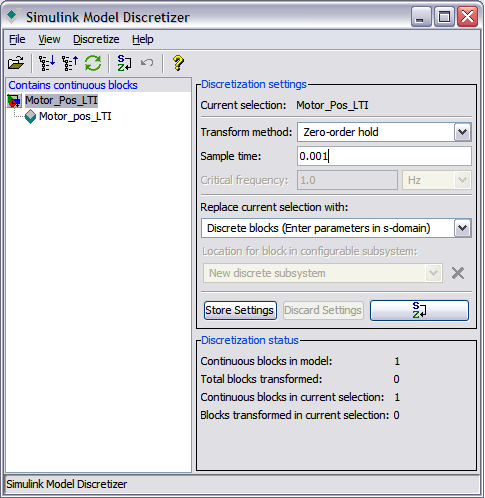 Simulink Model Discretizer
File View Discretize Help
Contains continuous blocks
Motor_Pos_LTI
Motor_pos_LTI
Discretization settings
Current selection: Motor_Pos_LTI
Transform method: Zero-order hold
Sample time: 0.001
Critical frequency: 1.0 Hz
Replace current selection with:
Discrete blocks (Enter parameters in s-domain)
Location for block in configurable subsystem:
New discrete subsystem
Store Settings Discard Settings S Z
Discretization status
Continuous blocks in model: 1
Total blocks transformed: 0
Continuous blocks in current selection: 1
Blocks transformed in current selection: 0
Simulink Model Discretizer